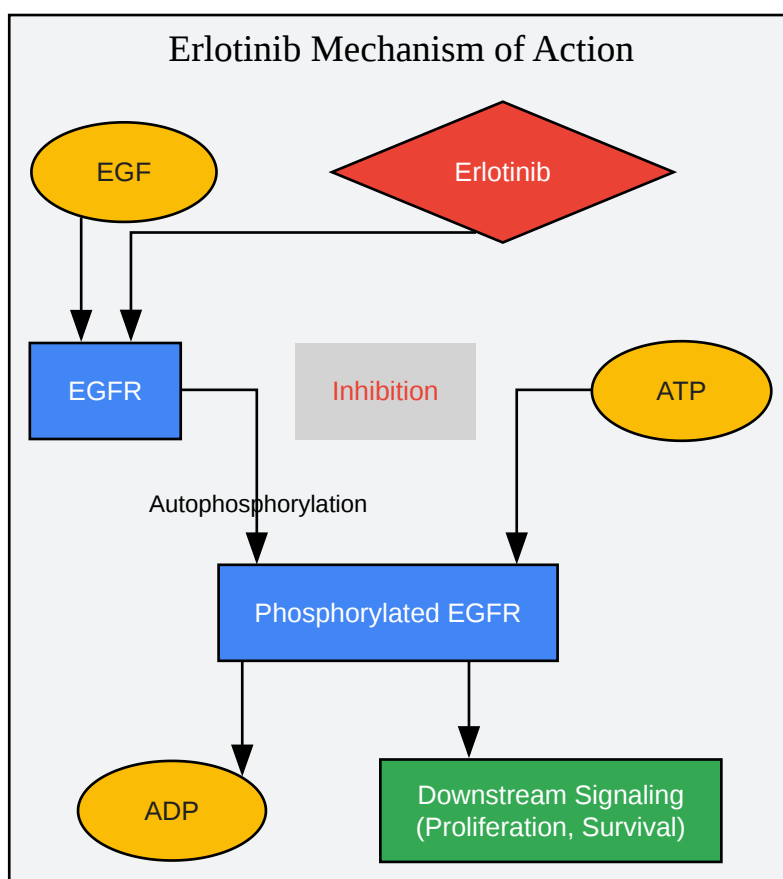 Erlotinib Mechanism of Action
EGF
Erlotinib
EGFR
Inhibition
ATP
Autophosphorylation
Phosphorylated EGFR
ADP
Downstream Signaling
(Proliferation, Survival)